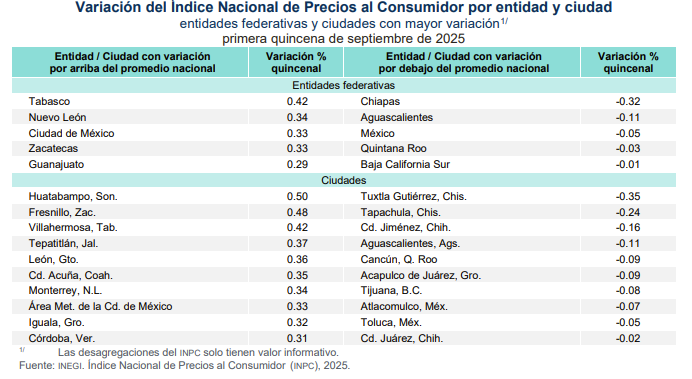 Variación del Índice Nacional de Precios al Consumidor por entidad y ciudad
entidades federativas y ciudades con mayor variación1/
primera quincena de septiembre de 2025
Entidad / Ciudad con variación por arriba del promedio nacional Variación % quincenal Entidad / Ciudad con variación por debajo del promedio nacional Variación % quincenal
Entidades federativas
Tabasco 0.42 Chiapas -0.32
Nuevo León 0.34 Aguascalientes -0.11
Ciudad de México 0.33 México -0.05
Zacatecas 0.33 Quintana Roo -0.03
Guanajuato 0.29 Baja California Sur -0.01
Ciudades
Huatabampo, Son. 0.50 Tuxtla Gutiérrez, Chis. -0.35
Fresnillo, Zac. 0.48 Tapachula, Chis. -0.24
Villahermosa, Tab. 0.42 Cd. Jiménez, Chih. -0.16
Tepatitlán, Jal. 0.37 Aguascalientes, Ags. -0.11
León, Gto. 0.36 Cancún, Q. Roo -0.09
Cd. Acuña, Coah. 0.35 Acapulco de Juárez, Gro. -0.09
Monterrey, N.L. 0.34 Tijuana, B.C. -0.08
Área Met. de la Cd. de México 0.33 Atlacomulco, Méx. -0.07
Iguala, Gro. 0.32 Toluca, Méx. -0.05
Córdoba, Ver. 0.31 Cd. Juárez, Chih. -0.02
1/ Las desagregaciones del INPC solo tienen valor informativo.
Fuente: INEGI. Índice Nacional de Precios al Consumidor (INPC), 2025.